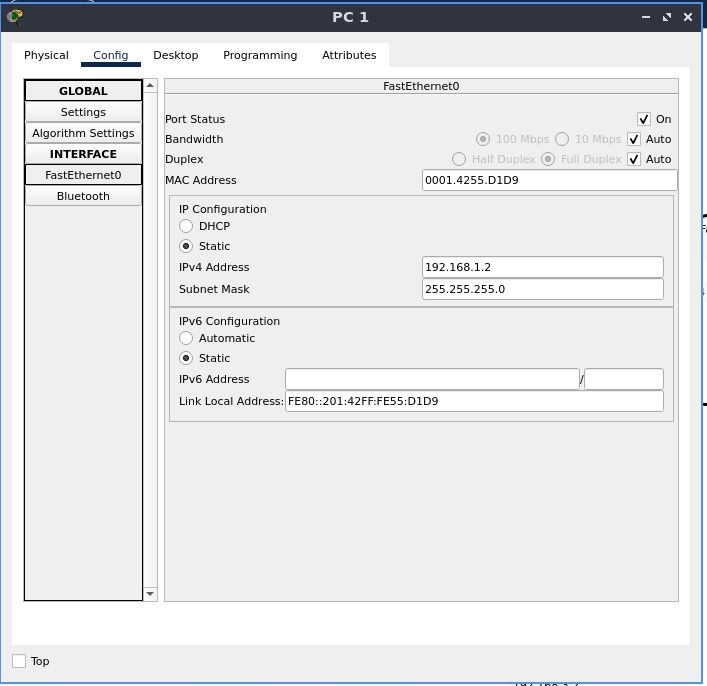 PC 1
Physical Config Desktop Programming Attributes
GLOBAL
Settings
Algorithm Settings
INTERFACE
FastEthernet0
Bluetooth
FastEthernet0
Port Status On
Bandwidth 100 Mbps 10 Mbps Auto
Duplex Half Duplex Full Duplex Auto
MAC Address 0001.4255.D1D9
IP Configuration
DHCP
Static
IPv4 Address 192.168.1.2
Subnet Mask 255.255.255.0
IPv6 Configuration
Automatic
Static
IPv6 Address /
Link Local Address: FE80::201:42FF:FE55:D1D9
Top